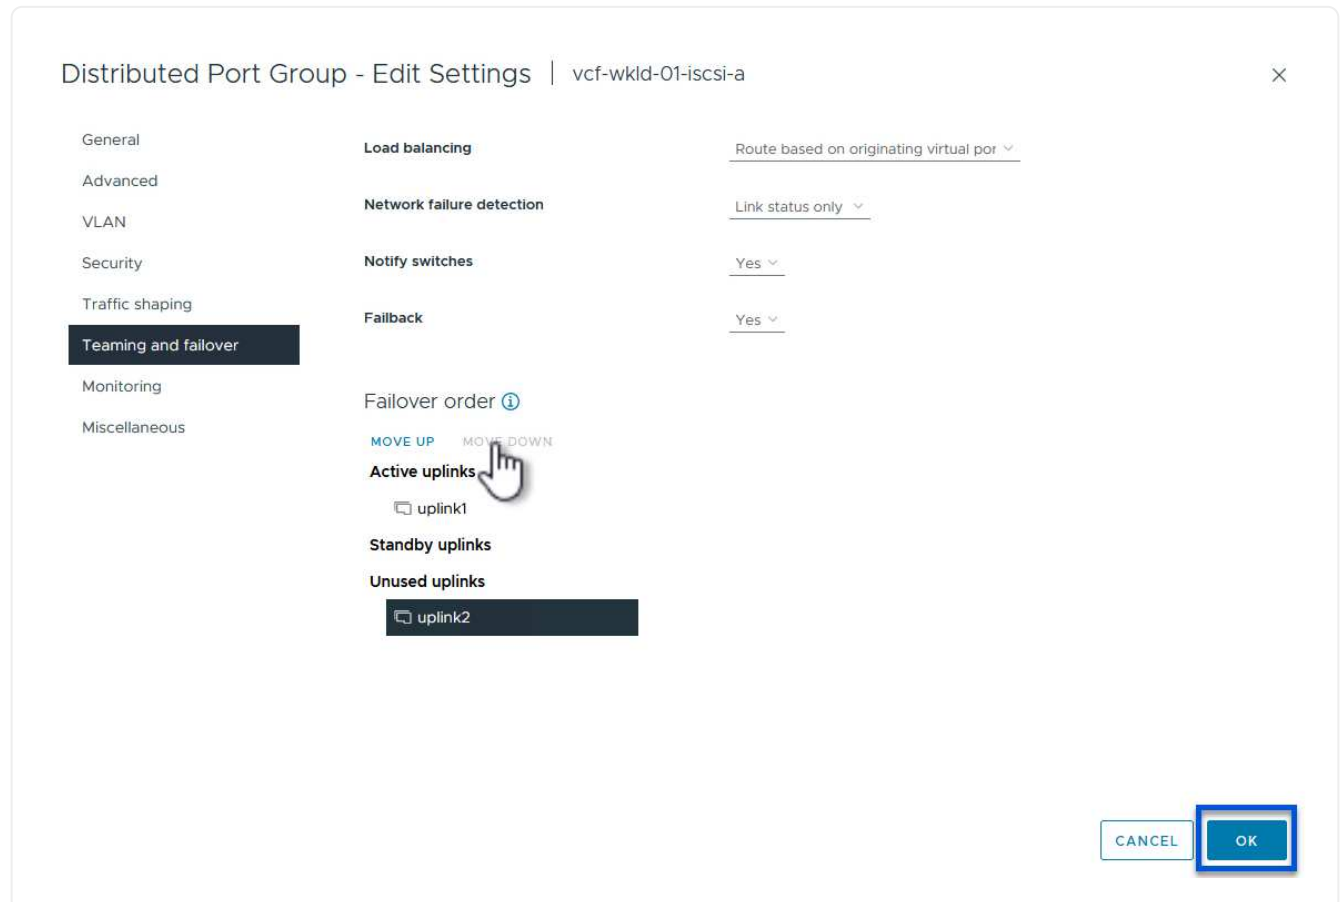 Distributed Port Group - Edit Settings | vcf-wkld-01-iscsi-a
General
Advanced
VLAN
Security
Traffic shaping
Teaming and failover
Monitoring
Miscellaneous
Load balancing
Route based on originating virtual por
Network failure detection
Link status only
Notify switches
Yes
Failback
Yes
Failover order
MOVE UP MOVE DOWN
Active uplinks
uplink1
Standby uplinks
Unused uplinks
uplink2
CANCEL OK